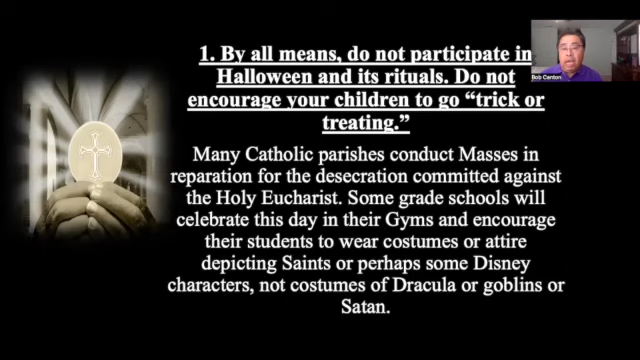 1. By all means, do not participate in
Halloween and its rituals. Do not
encourage your children to go “trick or
treating.”
Many Catholic parishes conduct Masses in
reparation for the desecration committed against
the Holy Eucharist. Some grade schools will
celebrate this day in their Gyms and encourage
their students to wear costumes or attire
depicting Saints or perhaps some Disney
characters, not costumes of Dracula or goblins or
Satan.
Bob Canton